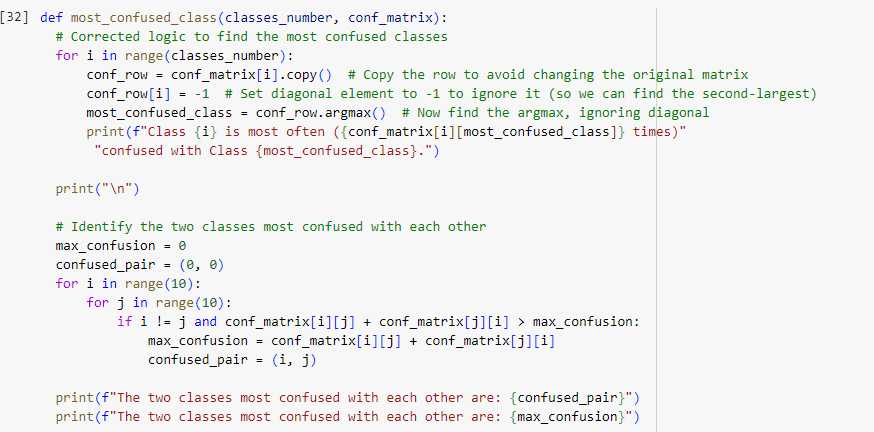 [32] def most_confused_class(classes_number, conf_matrix):
    # Corrected logic to find the most confused classes
    for i in range(classes_number):
        conf_row = conf_matrix[i].copy()  # Copy the row to avoid changing the original matrix
        conf_row[i] = -1  # Set diagonal element to -1 to ignore it (so we can find the second-largest)
        most_confused_class = conf_row.argmax()  # Now find the argmax, ignoring diagonal
        print(f"Class {i} is most often ({conf_matrix[i][most_confused_class]} times)"
         "confused with Class {most_confused_class}.")

    print("\n")

    # Identify the two classes most confused with each other
    max_confusion = 0
    confused_pair = (0, 0)
    for i in range(10):
        for j in range(10):
            if i != j and conf_matrix[i][j] + conf_matrix[j][i] > max_confusion:
                max_confusion = conf_matrix[i][j] + conf_matrix[j][i]
                confused_pair = (i, j)

    print(f"The two classes most confused with each other are: {confused_pair}")
    print(f"The two classes most confused with each other are: {max_confusion}")